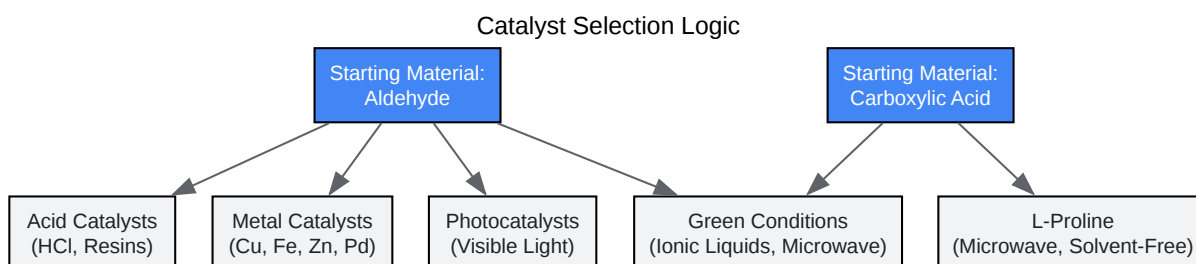 Catalyst Selection Logic
Starting Material:
Aldehyde
Starting Material:
Carboxylic Acid
Acid Catalysts
(HCl, Resins)
Metal Catalysts
(Cu, Fe, Zn, Pd)
Photocatalysts
(Visible Light)
Green Conditions
(Ionic Liquids, Microwave)
L-Proline
(Microwave, Solvent-Free)